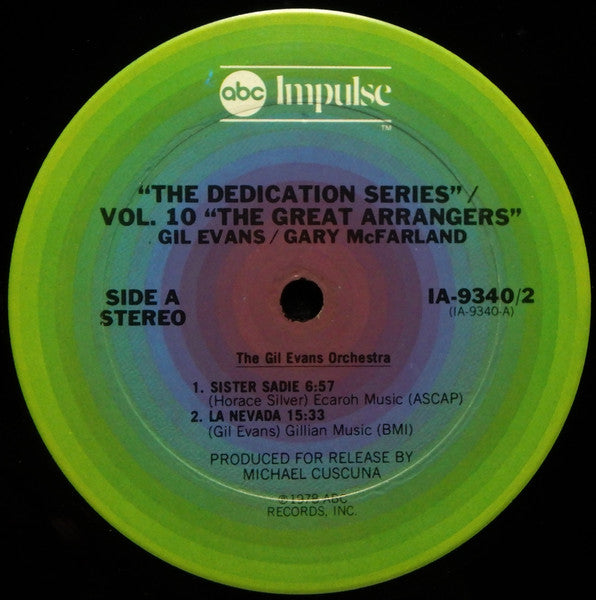 abc Impulse
TM
"THE DEDICATION SERIES"/
VOL. 10 "THE GREAT ARRANGERS"
GIL EVANS / GARY McFARLAND
SIDE A
STEREO
IA-9340/2
(IA-9340-A)
The Gil Evans Orchestra
1. SISTER SADIE 6:57
(Horace Silver) Ecaroh Music (ASCAP)
2. LA NEVADA 15:33
(Gil Evans) Gillian Music (BMI)
PRODUCED FOR RELEASE BY
MICHAEL CUSCUNA
℗1978 ABC
RECORDS, INC.